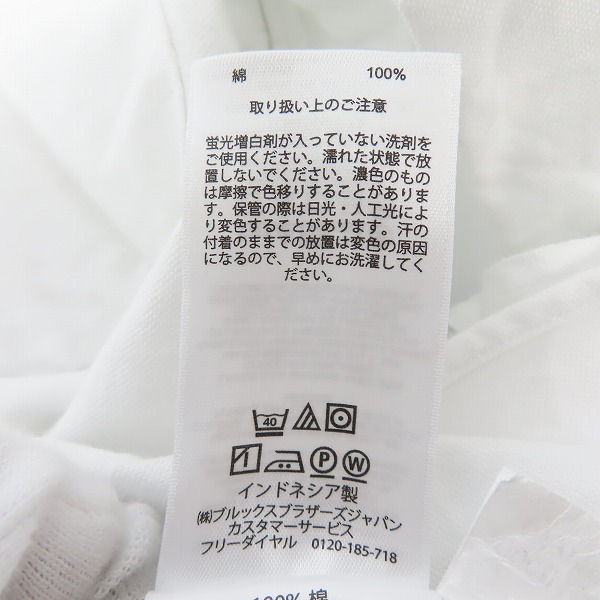 綿 100%
取り扱い上のご注意
蛍光増白剤が入っていない洗剤を
ご使用ください。濡れた状態で放
置しないでください。濃色のもの
は摩擦で色移りすることがありま
す。保管の際は日光・人工光によ
り変色することがあります。汗の
付着のままでの放置は変色の原因
になるので、早めにお洗濯してく
ださい。
40
P W
インドネシア製
㈱ブルックスブラザーズジャパン
カスタマーサービス
フリーダイヤル 0120-185-718
100% 棉